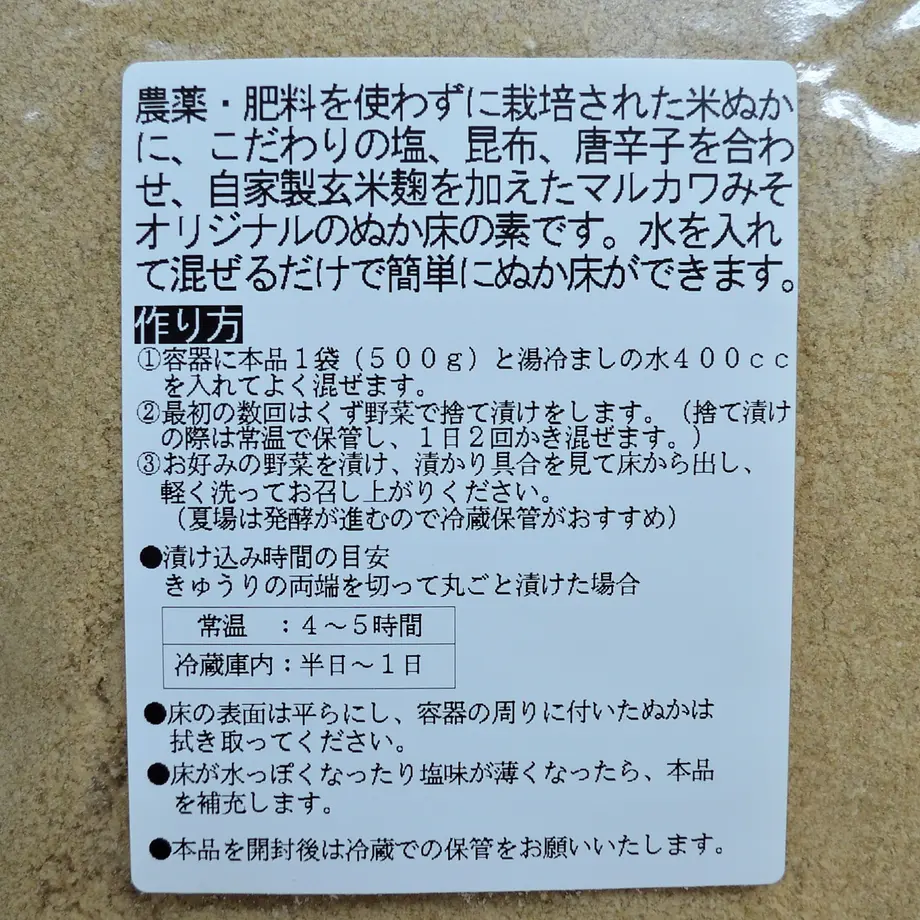 農薬・肥料を使わずに栽培された米ぬか
に、こだわりの塩、昆布、唐辛子を合わ
せ、自家製玄米麹を加えたマルカワみそ
オリジナルのぬか床の素です。水を入れ
て混ぜるだけで簡単にぬか床ができます。
作り方
①容器に本品１袋（５００ｇ）と湯冷ましの水４００ｃｃ
を入れてよく混ぜます。
②最初の数回はくず野菜で捨て漬けをします。（捨て漬け
の際は常温で保管し、１日２回かき混ぜます。）
③お好みの野菜を漬け、漬かり具合を見て床から出し、
軽く洗ってお召し上がりください。
（夏場は発酵が進むので冷蔵保管がおすすめ）
●漬け込み時間の目安
きゅうりの両端を切って丸ごと漬けた場合
常温　：４～５時間
冷蔵庫内：半日～１日
●床の表面は平らにし、容器の周りに付いたぬかは
拭き取ってください。
●床が水っぽくなったり塩味が薄くなったら、本品
を補充します。
●本品を開封後は冷蔵での保管をお願いいたします。